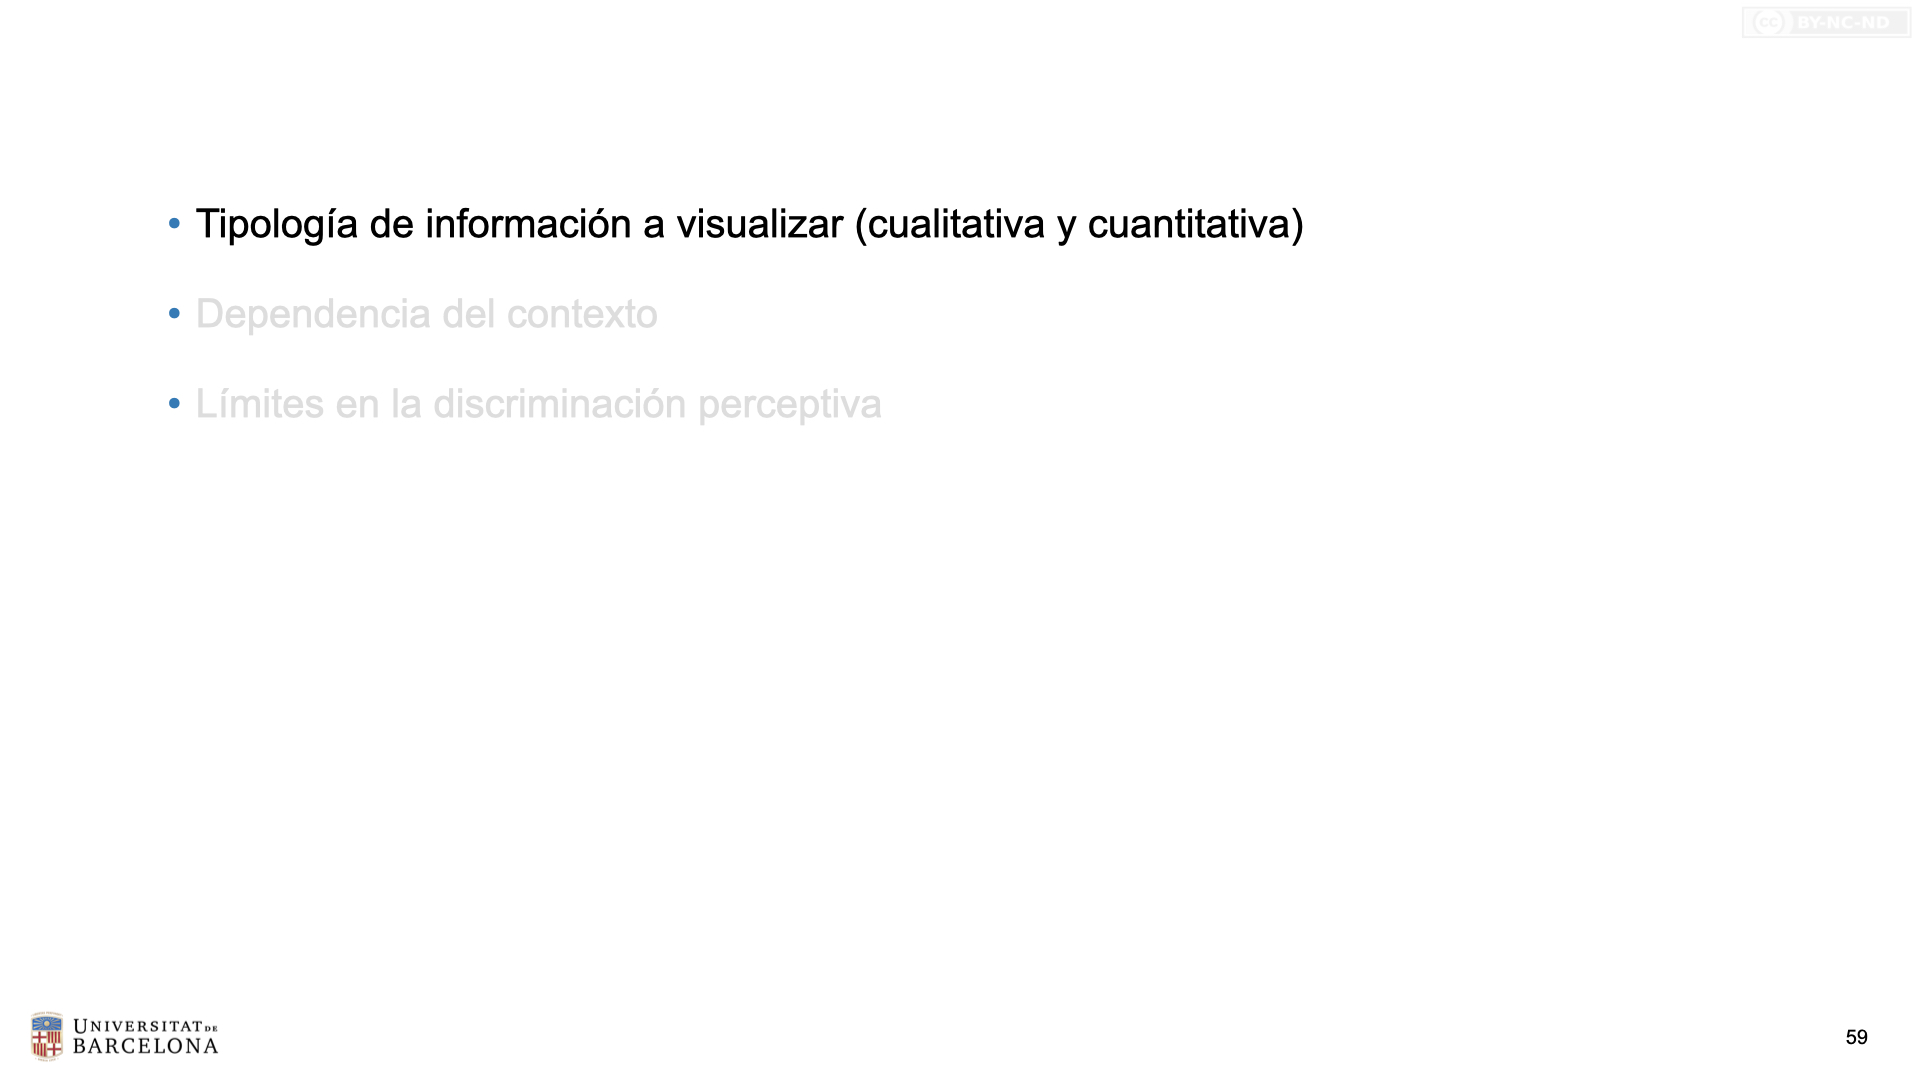 (cc) BY-NC-ND
• Tipología de información a visualizar (cualitativa y cuantitativa)
• Dependencia del contexto
• Límites en la discriminación perceptiva
UNIVERSITAT DE
BARCELONA
59